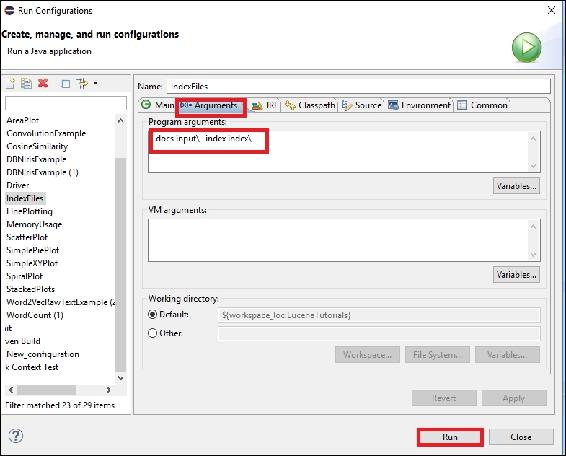 Run Configurations
Create, manage, and run configurations
Run a Java application
Name: IndexFiles
Main
Arguments
JRE
Classpath
Source
Environment
Common
AreaPlot
ConvolutionExample
CosineSimilarity
DBNIrisExample
DBNIrisExample (1)
Driver
IndexFiles
LinePlotting
MemoryUsage
ScatterPlot
SimplePiePlot
SimpleXYPlot
SpiralPlot
StackedPlots
Word2VecRawTextExample (2
WordCount (1)
nit
ven Build
New_configuration
k Context Test
Filter matched 23 of 29 items
Program arguments:
-docs input\ -index index\
Variables...
VM arguments:
Variables...
Working directory:
Default:
${workspace_loc:LuceneTutorials}
Other:
Workspace...
File System...
Variables...
Revert
Apply
Run
Close